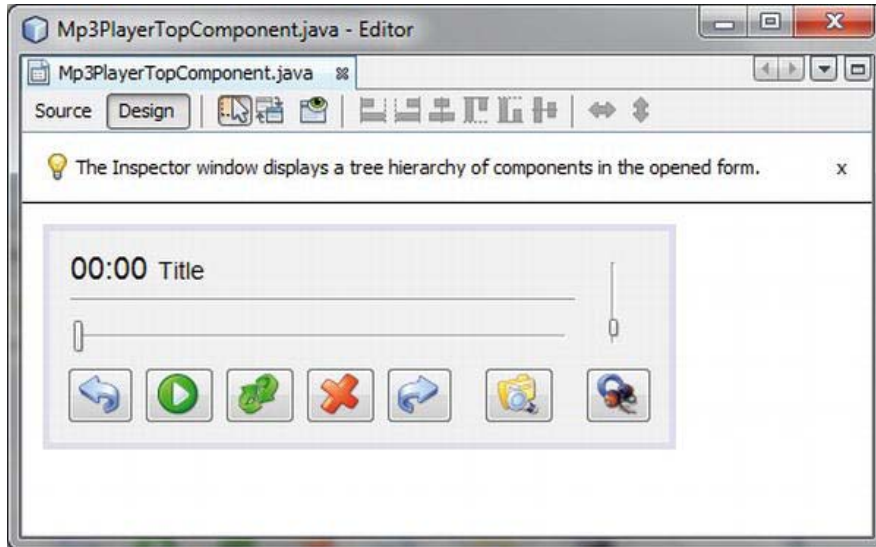 Mp3PlayerTopComponent.java - Editor
Mp3PlayerTopComponent.java
Source Design
The Inspector window displays a tree hierarchy of components in the opened form. x
00:00 Title